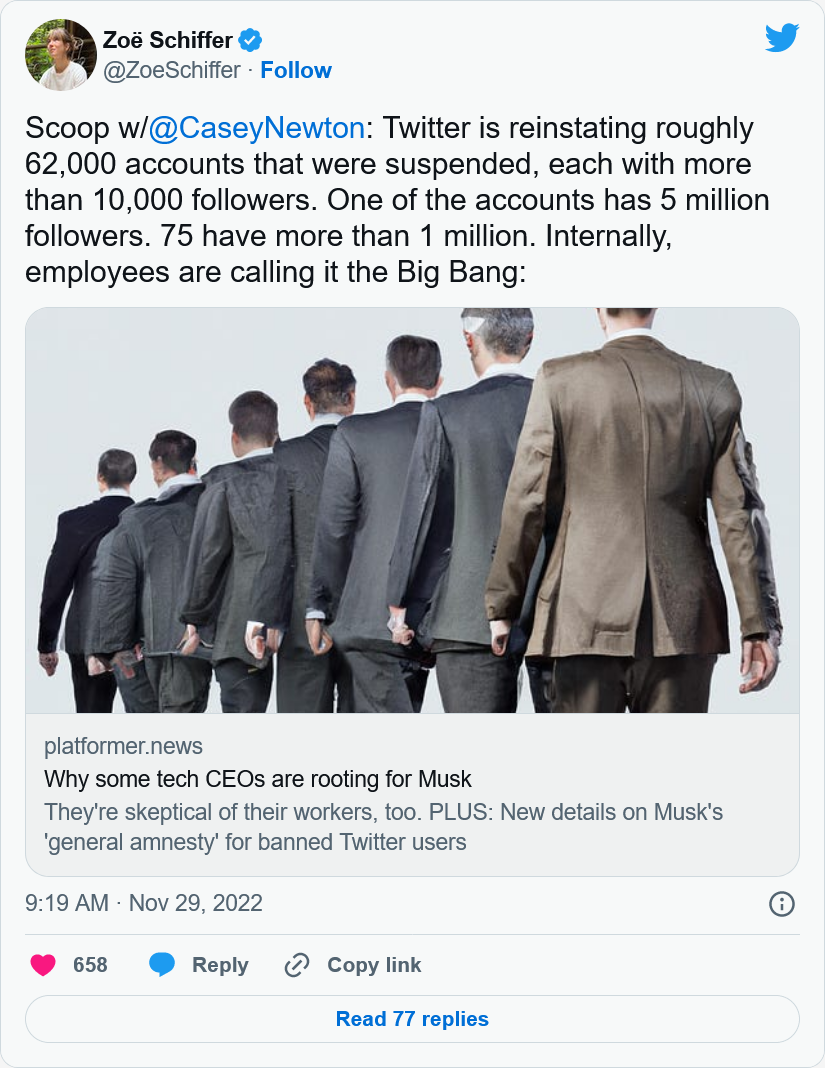 Zoë Schiffer
@ZoeSchiffer · Follow
Scoop w/@CaseyNewton: Twitter is reinstating roughly
62,000 accounts that were suspended, each with more
than 10,000 followers. One of the accounts has 5 million
followers. 75 have more than 1 million. Internally,
employees are calling it the Big Bang:
platformer.news
Why some tech CEOs are rooting for Musk
They're skeptical of their workers, too. PLUS: New details on Musk's
'general amnesty' for banned Twitter users
9:19 AM · Nov 29, 2022
658 Reply Copy link
Read 77 replies